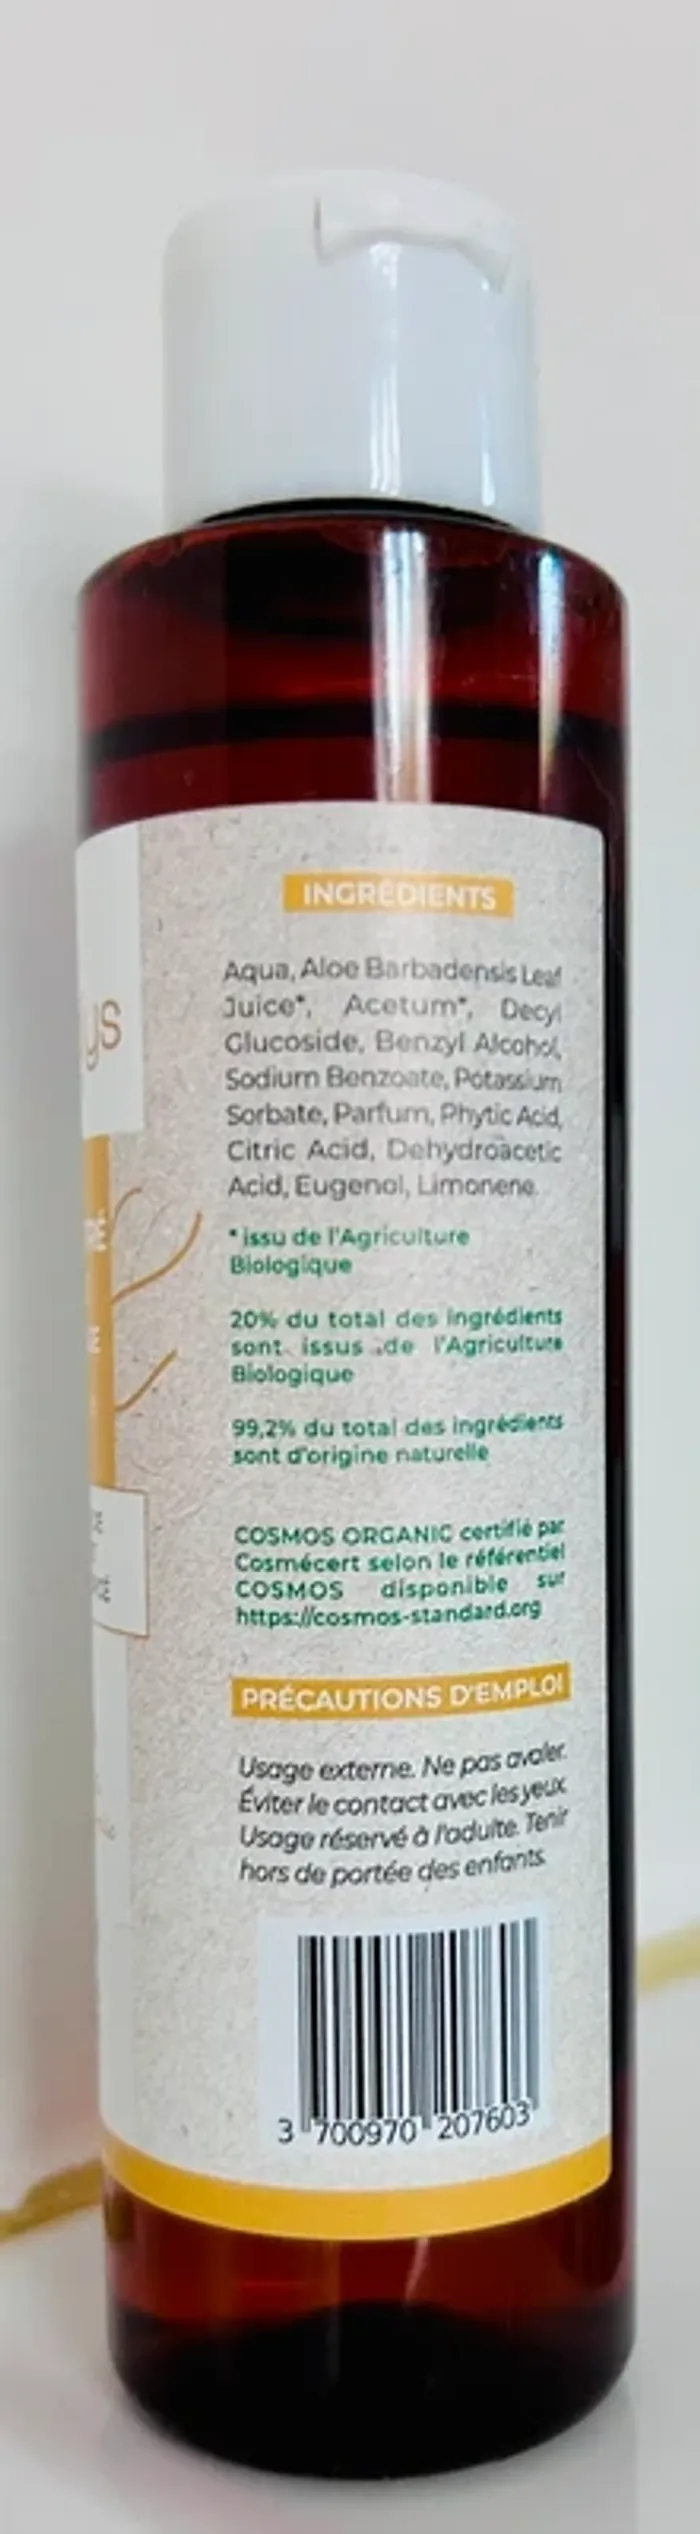 INGRÉDIENTS
Aqua, Aloe Barbadensis Leaf
Juice*, Acetum*, Decyl
Glucoside, Benzyl Alcohol,
Sodium Benzoate, Potassium
Sorbate, Parfum, Phytic Acid,
Citric Acid, Dehydroacetic
Acid, Eugenol, Limonene.
* issu de l'Agriculture
Biologique
20% du total des ingrédients
sont issus de l'Agriculture
Biologique
99,2% du total des ingrédients
sont d'origine naturelle
COSMOS ORGANIC certifié par
Cosmécert selon le référentiel
COSMOS disponible sur
https://cosmos-standard.org
PRÉCAUTIONS D'EMPLOI
Usage externe. Ne pas avaler.
Éviter le contact avec les yeux.
Usage réservé à l'adulte. Tenir
hors de portée des enfants.
3 700970 207603
ys